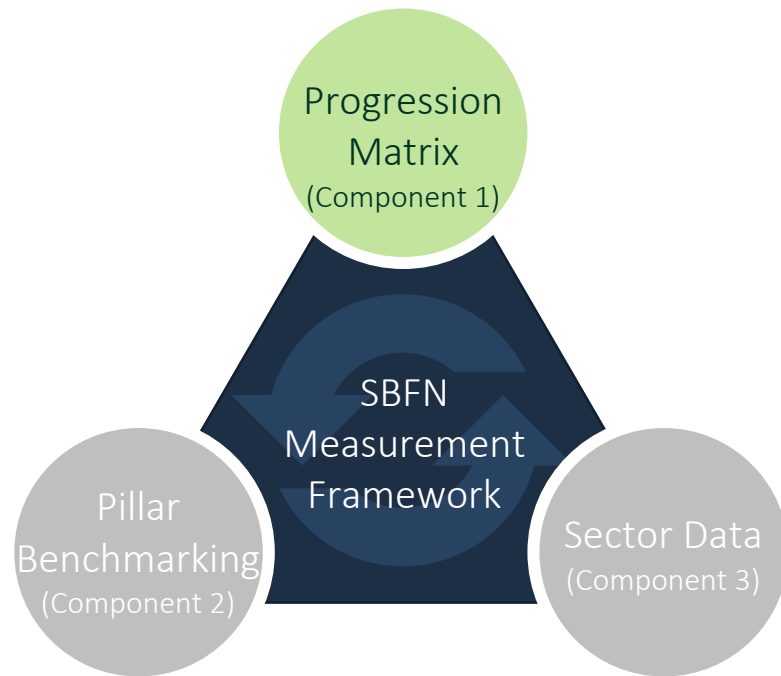 Progression
Matrix
(Component 1)
SBFN
Measurement
Framework
Pillar
Benchmarking
(Component 2)
Sector Data
(Component 3)